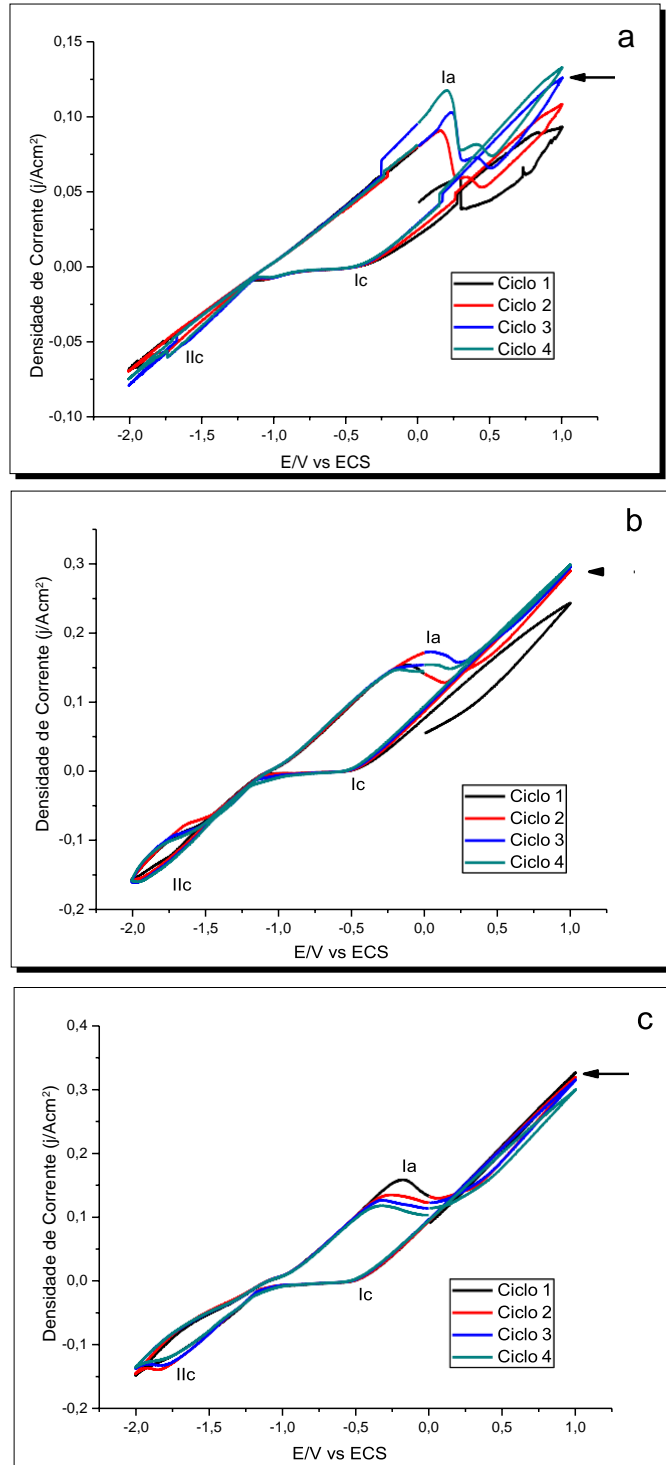 a
0,15
0,10
0,05
0,00
-0,05
-0,10
Densidade de Corrente (j/Acm²)
Ia
Ic
IIc
Ciclo 1
Ciclo 2
Ciclo 3
Ciclo 4
-2,0 -1,5 -1,0 -0,5 0,0 0,5 1,0
E/V vs ECS
b
0,3
0,2
0,1
0,0
-0,1
-0,2
Densidade de Corrente (j/Acm²)
Ia
Ic
IIc
Ciclo 1
Ciclo 2
Ciclo 3
Ciclo 4
-2,0 -1,5 -1,0 -0,5 0,0 0,5 1,0
E/V vs ECS
c
0,4
0,3
0,2
0,1
0,0
-0,1
-0,2
Densidade de Corrente (j/Acm²)
Ia
Ic
IIc
Ciclo 1
Ciclo 2
Ciclo 3
Ciclo 4
-2,0 -1,5 -1,0 -0,5 0,0 0,5 1,0
E/V vs ECS